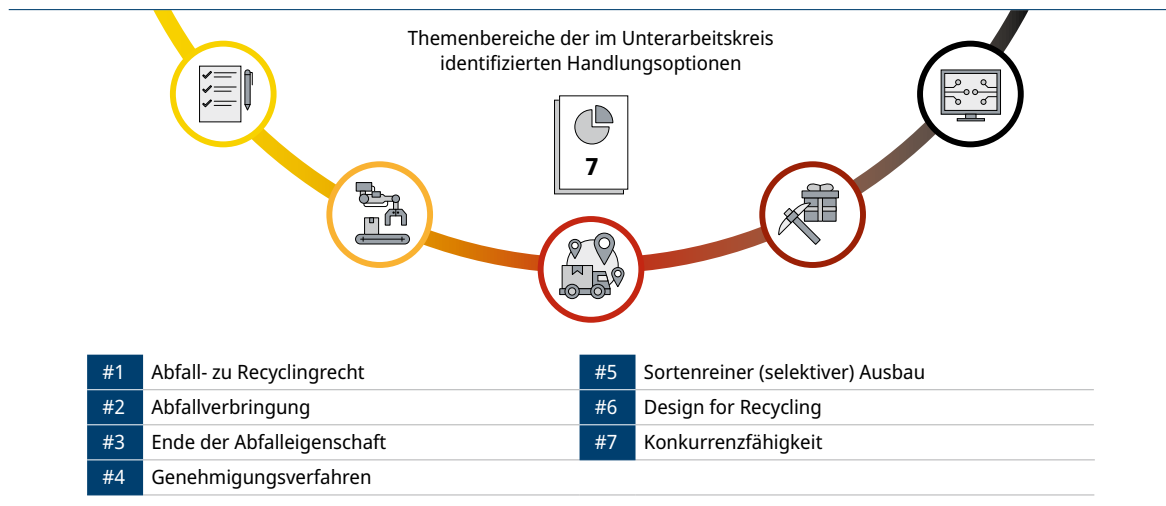 Themenbereiche der im Unterarbeitskreis
identifizierten Handlungsoptionen
7
#1 Abfall- zu Recyclingrecht
#2 Abfallverbringung
#3 Ende der Abfalleigenschaft
#4 Genehmigungsverfahren
#5 Sortenreiner (selektiver) Ausbau
#6 Design for Recycling
#7 Konkurrenzfähigkeit